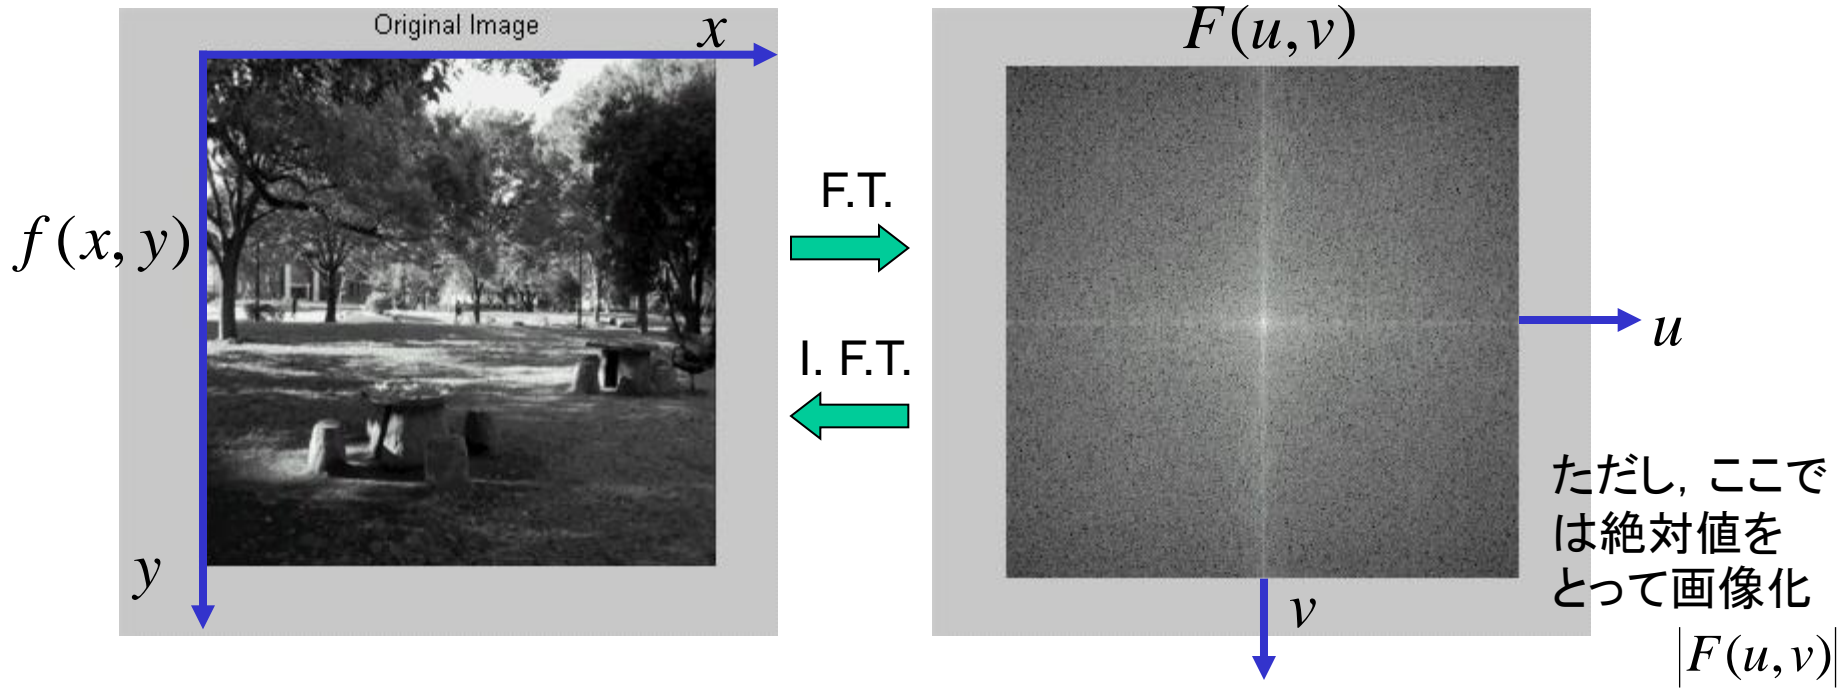 Original Image
x
f(x, y)
y
F.T.
I. F.T.
F(u, v)
u
v
ただし, ここで
は絶対値を
とって画像化
|F(u, v)|